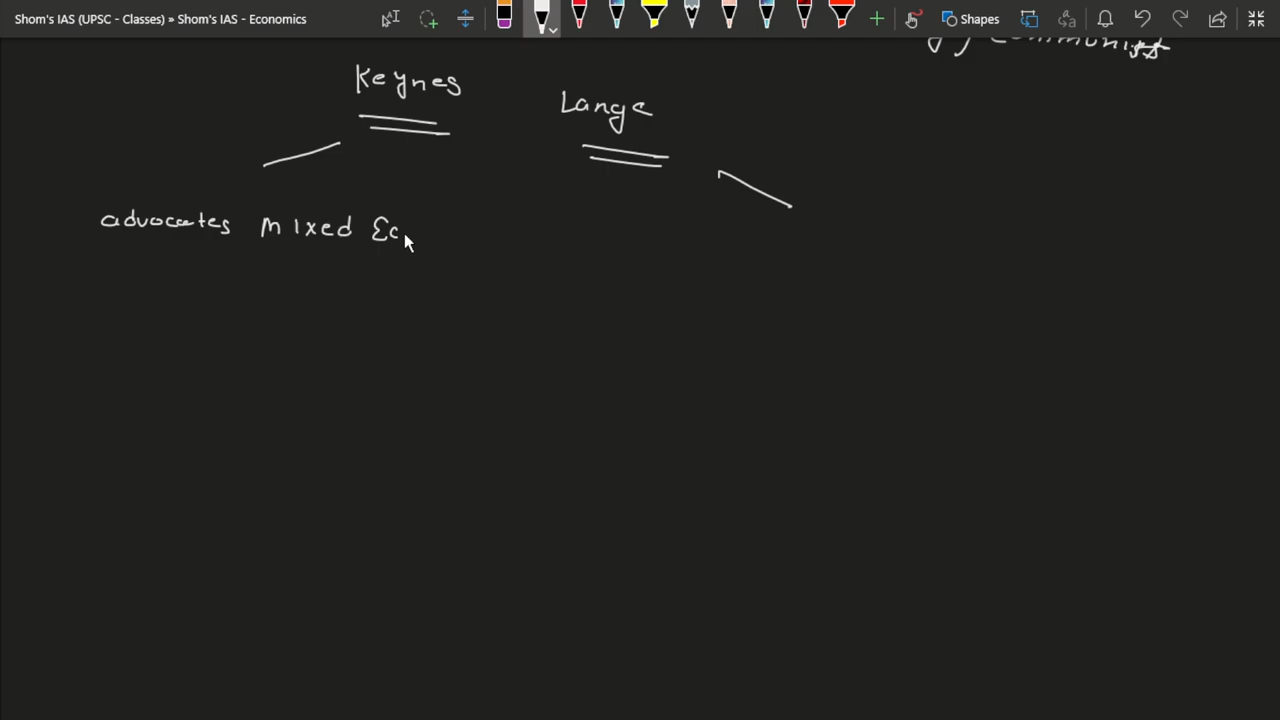 Shom's IAS (UPSC - Classes) » Shom's IAS - Economics
Shapes
Keynes
Lange
advocates mixed Ec